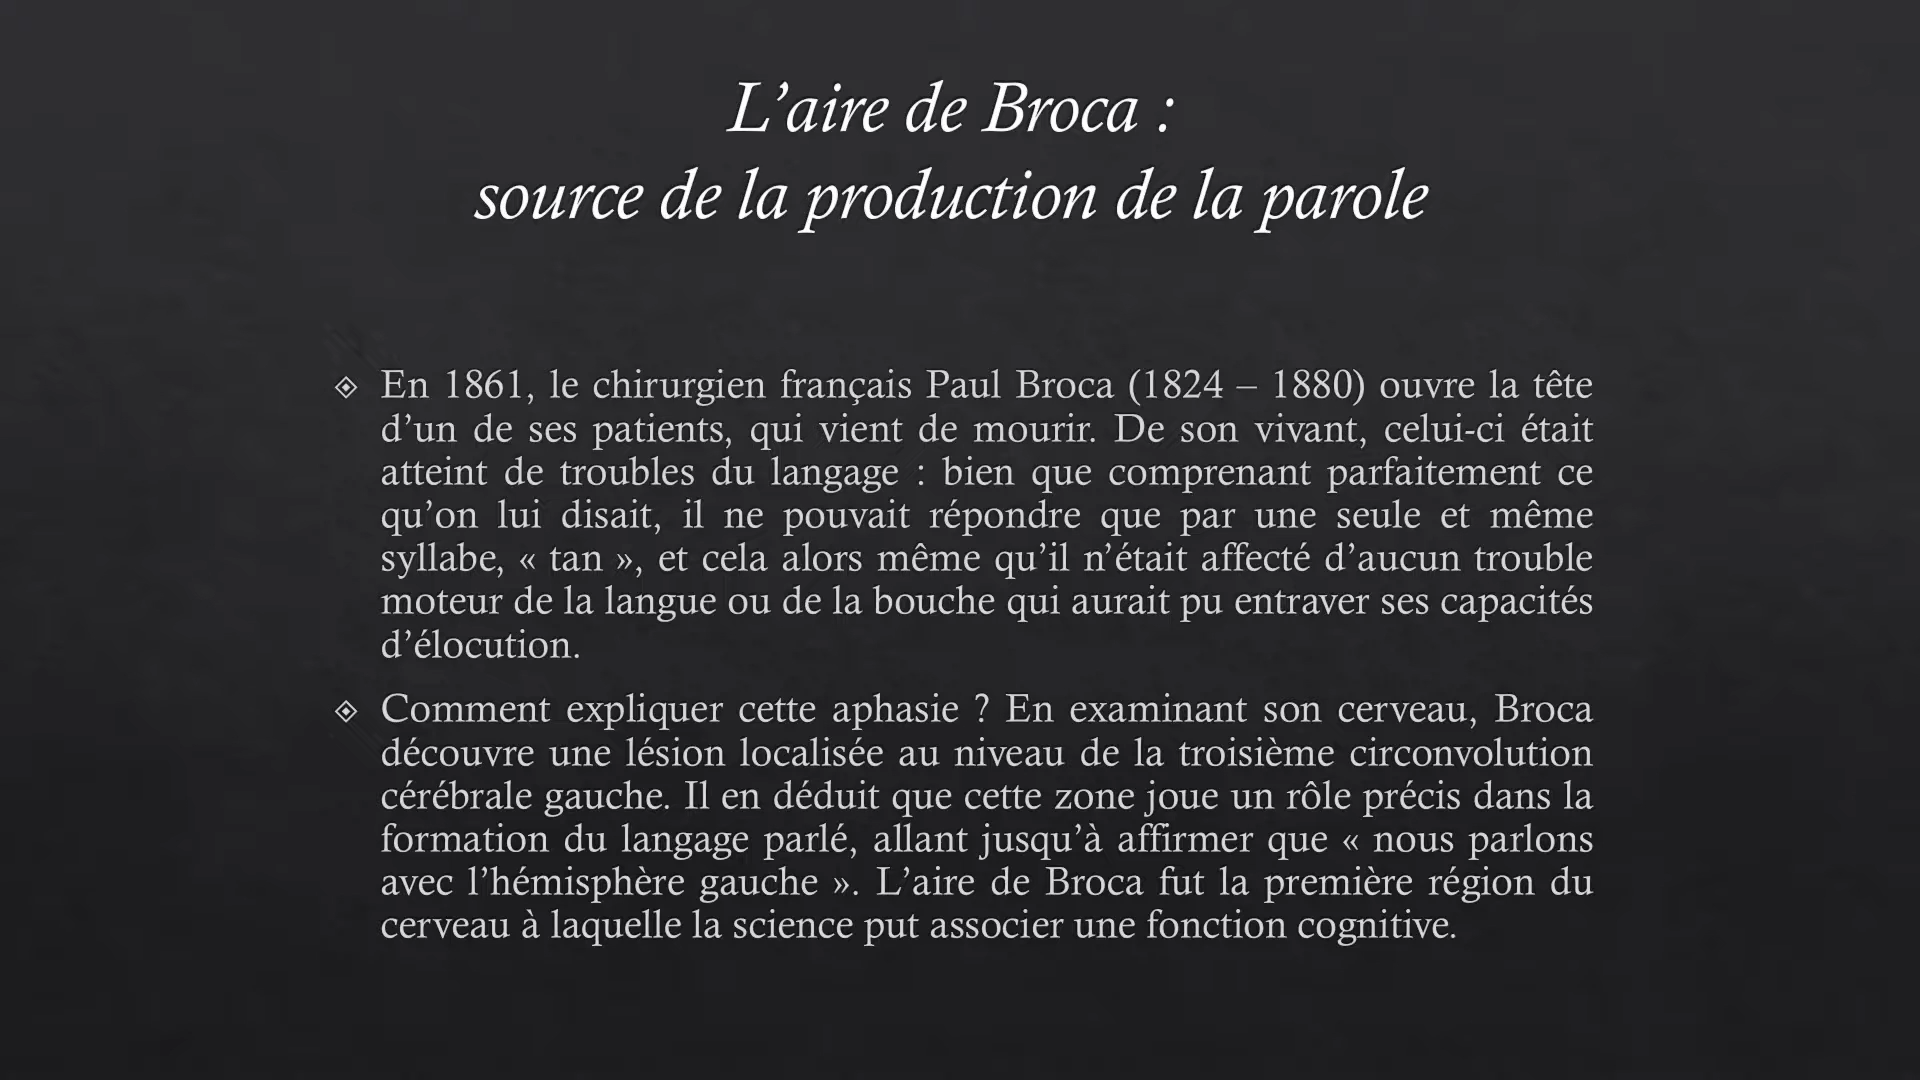 L’aire de Broca :
source de la production de la parole
En 1861, le chirurgien français Paul Broca (1824 – 1880) ouvre la tête
d’un de ses patients, qui vient de mourir. De son vivant, celui-ci était
atteint de troubles du langage : bien que comprenant parfaitement ce
qu’on lui disait, il ne pouvait répondre que par une seule et même
syllabe, « tan », et cela alors même qu’il n’était affecté d’aucun trouble
moteur de la langue ou de la bouche qui aurait pu entraver ses capacités
d’élocution.
Comment expliquer cette aphasie ? En examinant son cerveau, Broca
découvre une lésion localisée au niveau de la troisième circonvolution
cérébrale gauche. Il en déduit que cette zone joue un rôle précis dans la
formation du langage parlé, allant jusqu’à affirmer que « nous parlons
avec l’hémisphère gauche ». L’aire de Broca fut la première région du
cerveau à laquelle la science put associer une fonction cognitive.